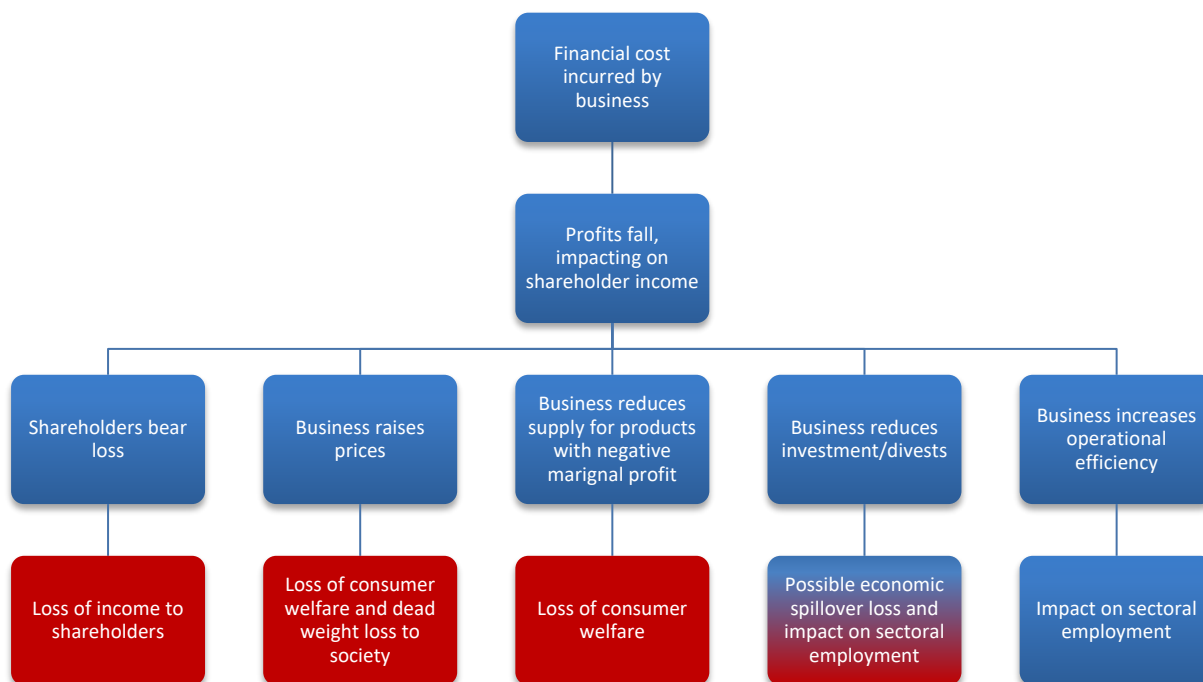 Financial cost
incurred by
business
Profits fall,
impacting on
shareholder income
Shareholders bear
loss
Business raises
prices
Business reduces
supply for products
with negative
marignal profit
Business reduces
investment/divests
Business increases
operational
efficiency
Loss of income to
shareholders
Loss of consumer
welfare and dead
weight loss to
society
Loss of consumer
welfare
Possible economic
spillover loss and
impact on sectoral
employment
Impact on sectoral
employment